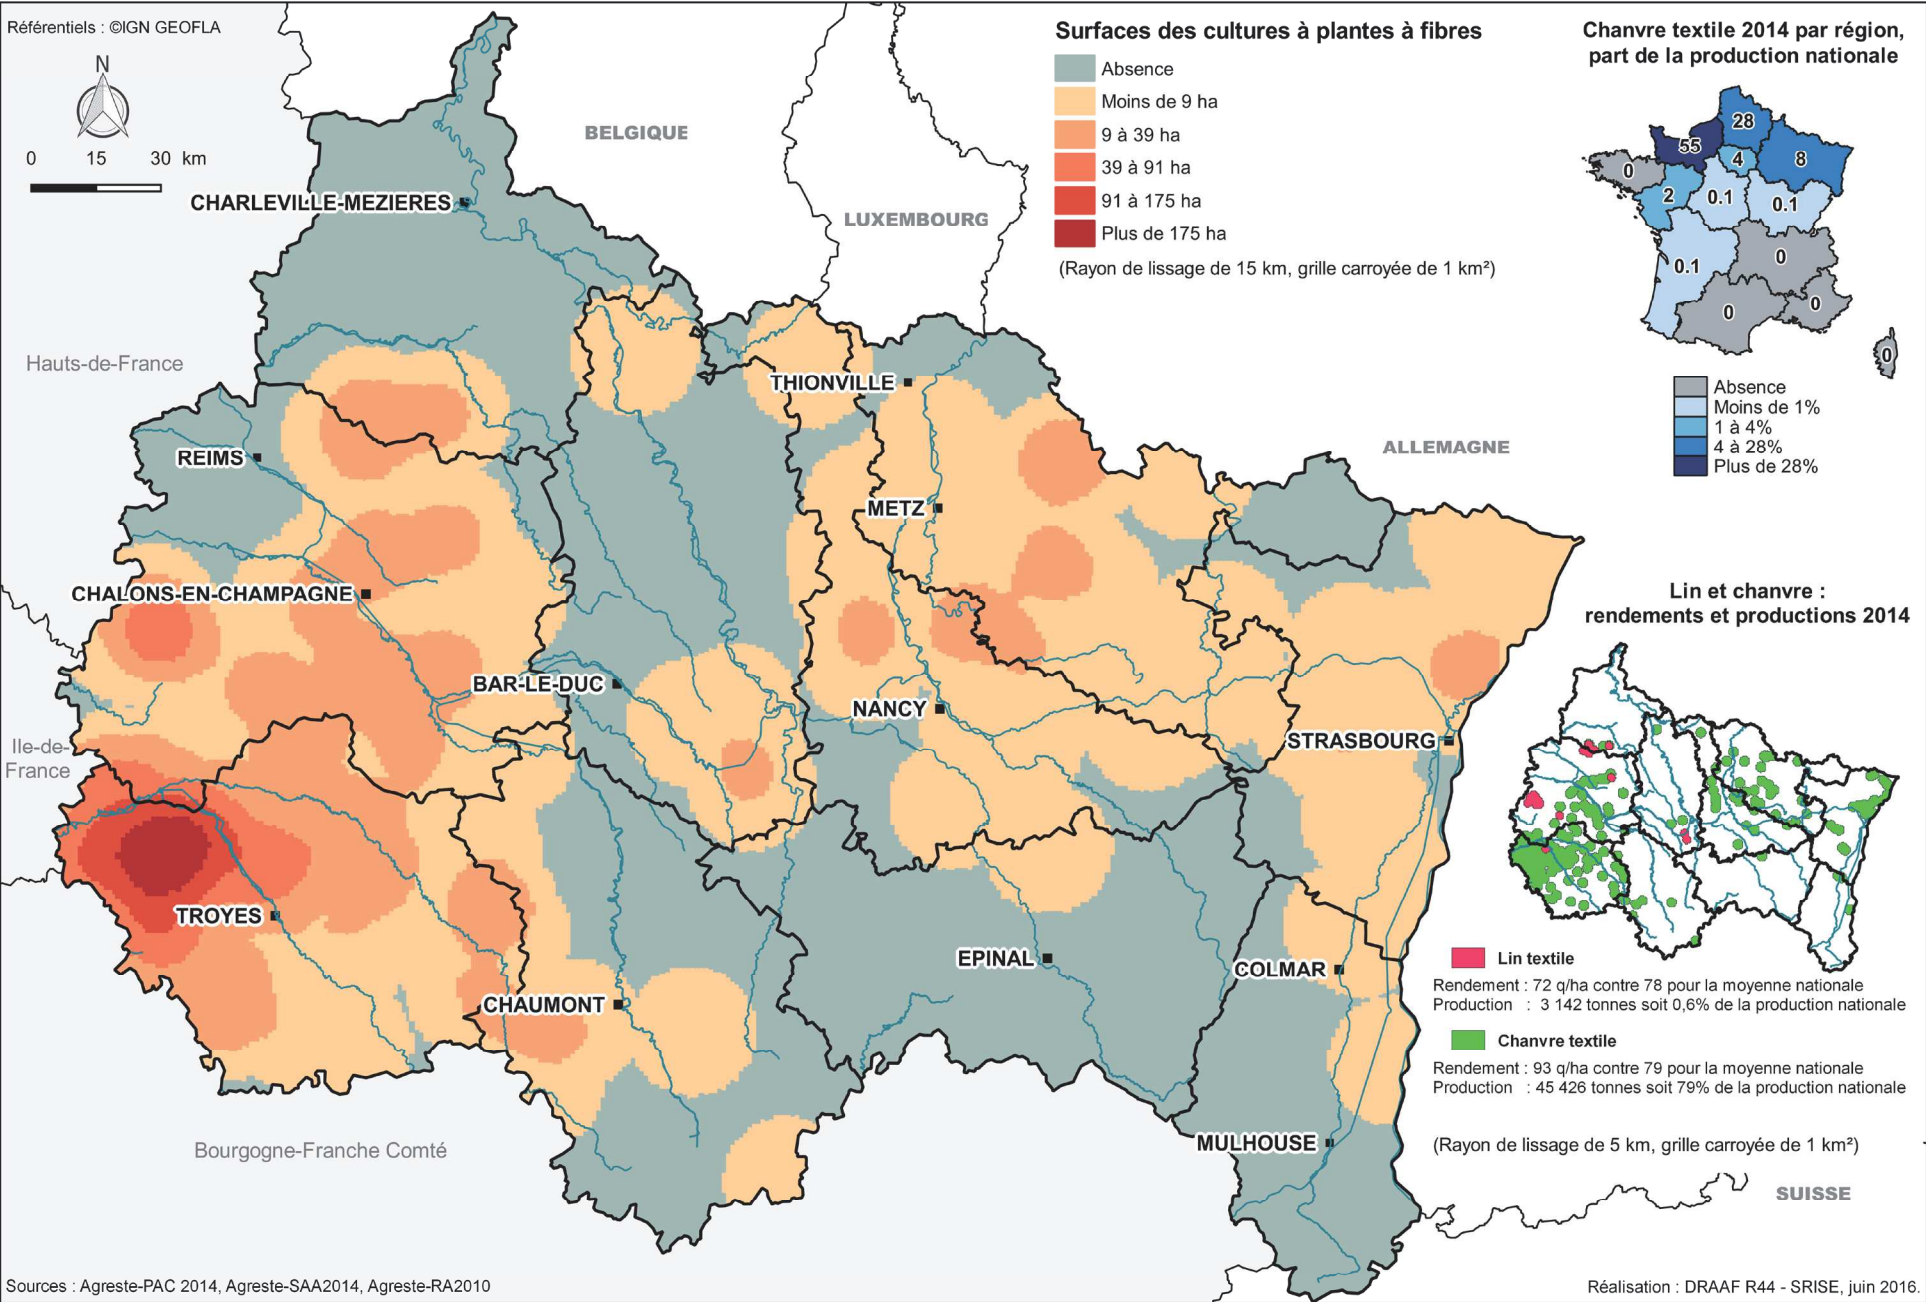 Référentiels : ©IGN GEOFLA
N
0 15 30 km
Surfaces des cultures à plantes à fibres
Absence
Moins de 9 ha
9 à 39 ha
39 à 91 ha
91 à 175 ha
Plus de 175 ha
(Rayon de lissage de 15 km, grille carroyée de 1 km²)
Chanvre textile 2014 par région,
part de la production nationale
28
55
4
8
0
2
0.1
0.1
0.1
0
0
0
0
Absence
Moins de 1%
1 à 4%
4 à 28%
Plus de 28%
BELGIQUE
LUXEMBOURG
ALLEMAGNE
SUISSE
Hauts-de-France
Ile-de-
France
Bourgogne-Franche Comté
CHARLEVILLE-MEZIERES
THIONVILLE
REIMS
METZ
CHALONS-EN-CHAMPAGNE
BAR-LE-DUC
NANCY
STRASBOURG
TROYES
EPINAL
COLMAR
CHAUMONT
MULHOUSE
Lin et chanvre :
rendements et productions 2014
Lin textile
Rendement : 72 q/ha contre 78 pour la moyenne nationale
Production : 3 142 tonnes soit 0,6% de la production nationale
Chanvre textile
Rendement : 93 q/ha contre 79 pour la moyenne nationale
Production : 45 426 tonnes soit 79% de la production nationale
(Rayon de lissage de 5 km, grille carroyée de 1 km²)
Sources : Agreste-PAC 2014, Agreste-SAA2014, Agreste-RA2010
Réalisation : DRAAF R44 - SRISE, juin 2016.